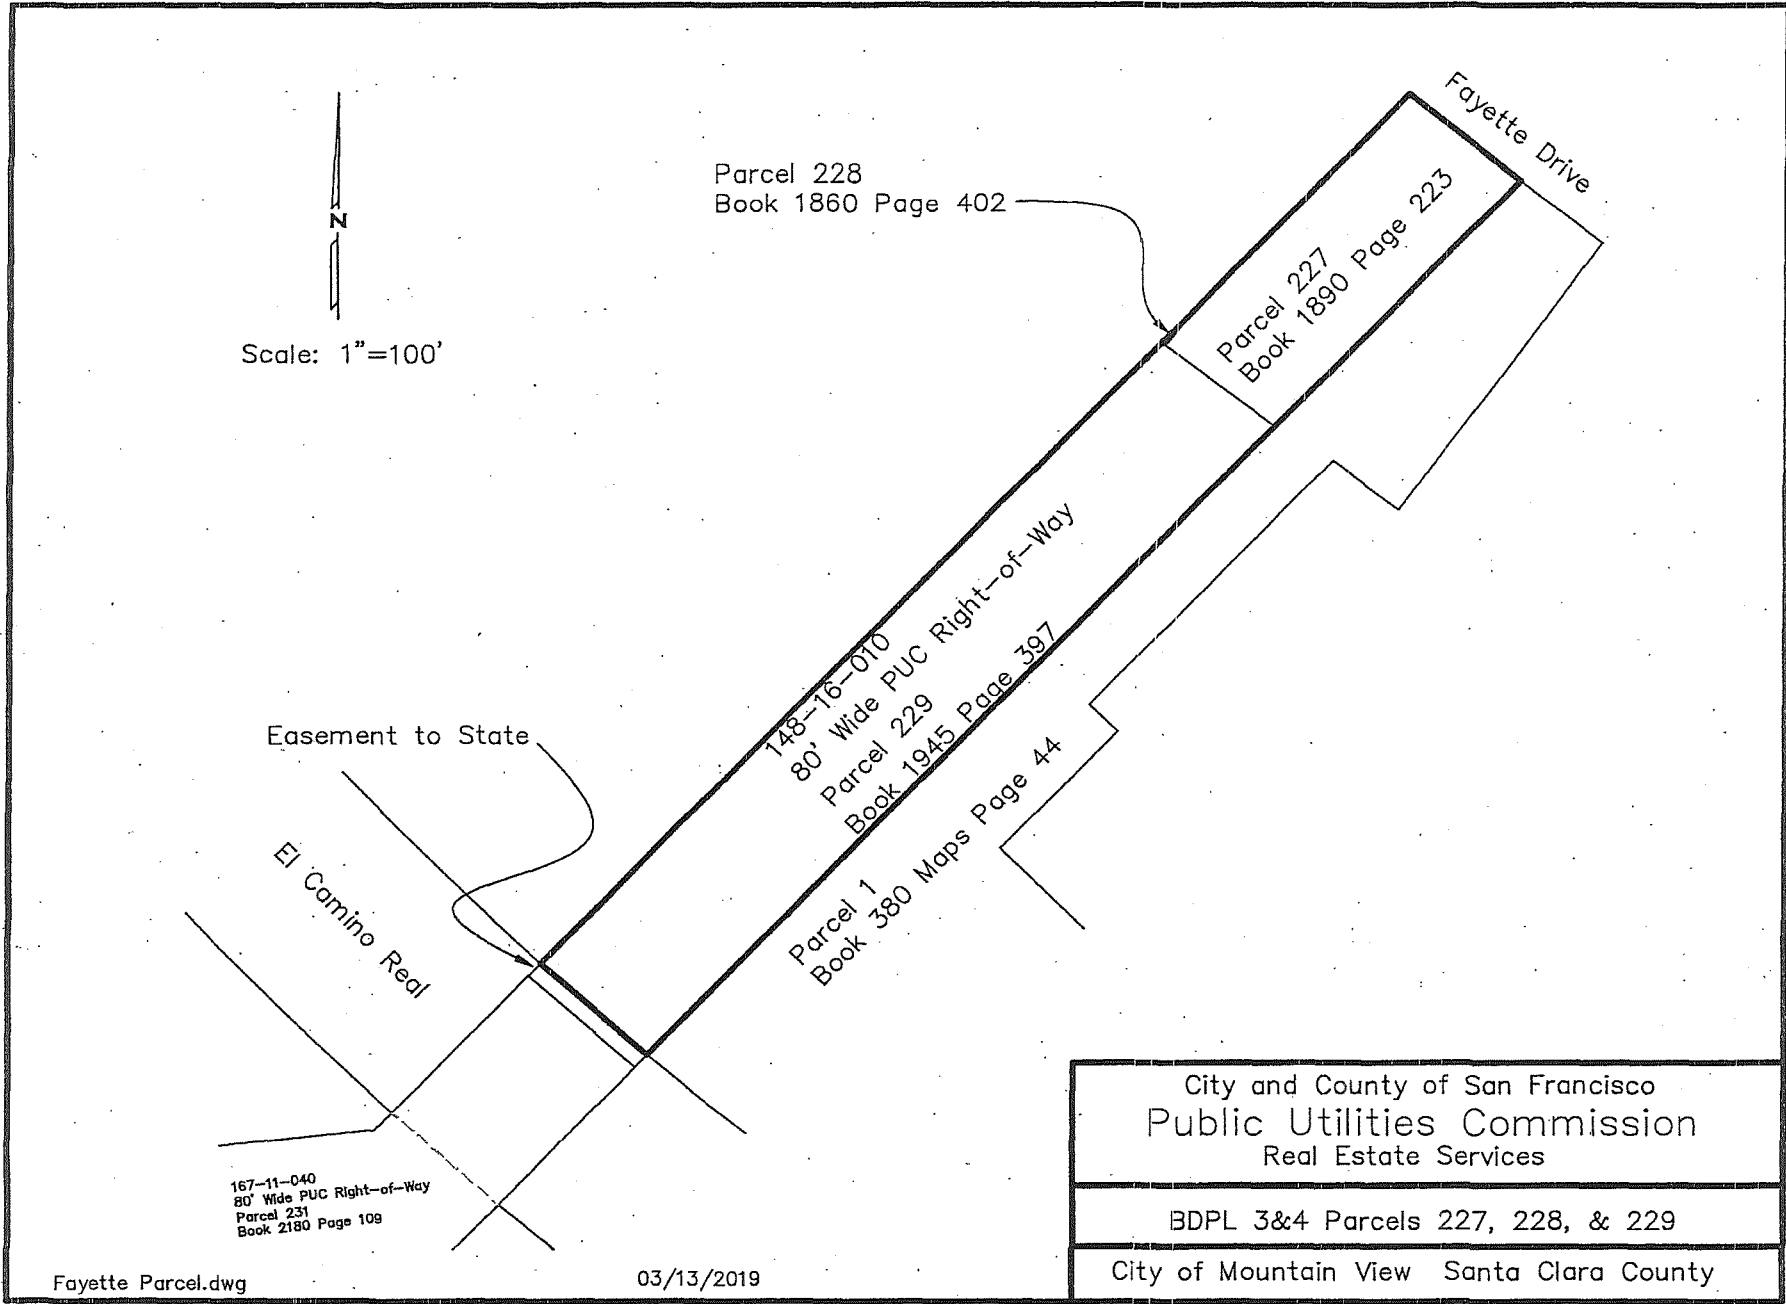 Fayette Drive
Parcel 228
Book 1860 Page 402
N
Scale: 1"=100'
Parcel 227
Book 1890 Page 223
148-16-010
80' Wide PUC Right-of-Way
Parcel 229
Book 1945 Page 397
Easement to State
El Camino Real
Parcel 1
Book 380 Maps Page 44
167-11-040
80' Wide PUC Right-of-Way
Parcel 231
Book 2180 Page 109
City and County of San Francisco
Public Utilities Commission
Real Estate Services
BDPL 3&4 Parcels 227, 228, & 229
City of Mountain View Santa Clara County
Fayette Parcel.dwg
03/13/2019